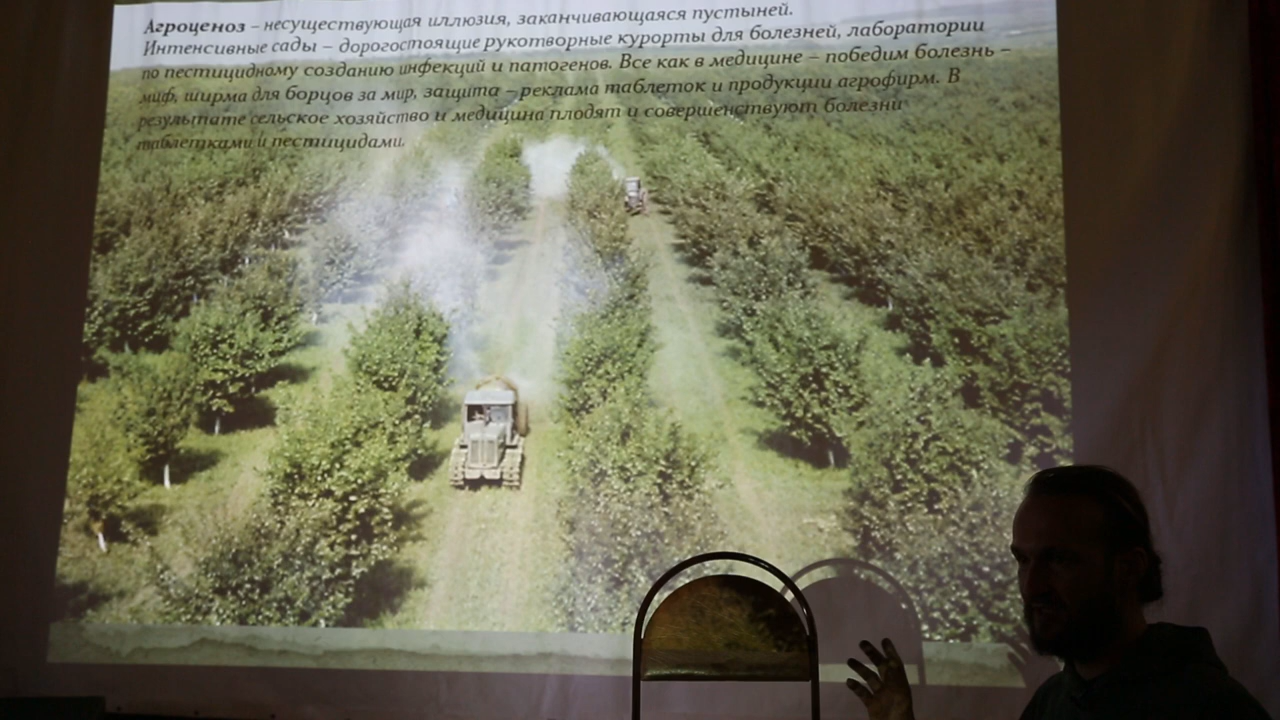 Агроценоз – несуществующая иллюзия, заканчивающаяся пустыней.
Интенсивные сады – дорогостоящие рукотворные курорты для болезней, лаборатории
по пестицидному созданию инфекций и патогенов. Все как в медицине – победим болезнь –
миф, ширма для борцов за мир, защита – реклама таблеток и продукции агрофирм. В
результате сельское хозяйство и медицина плодят и совершенствуют болезни
таблетками и пестицидами.